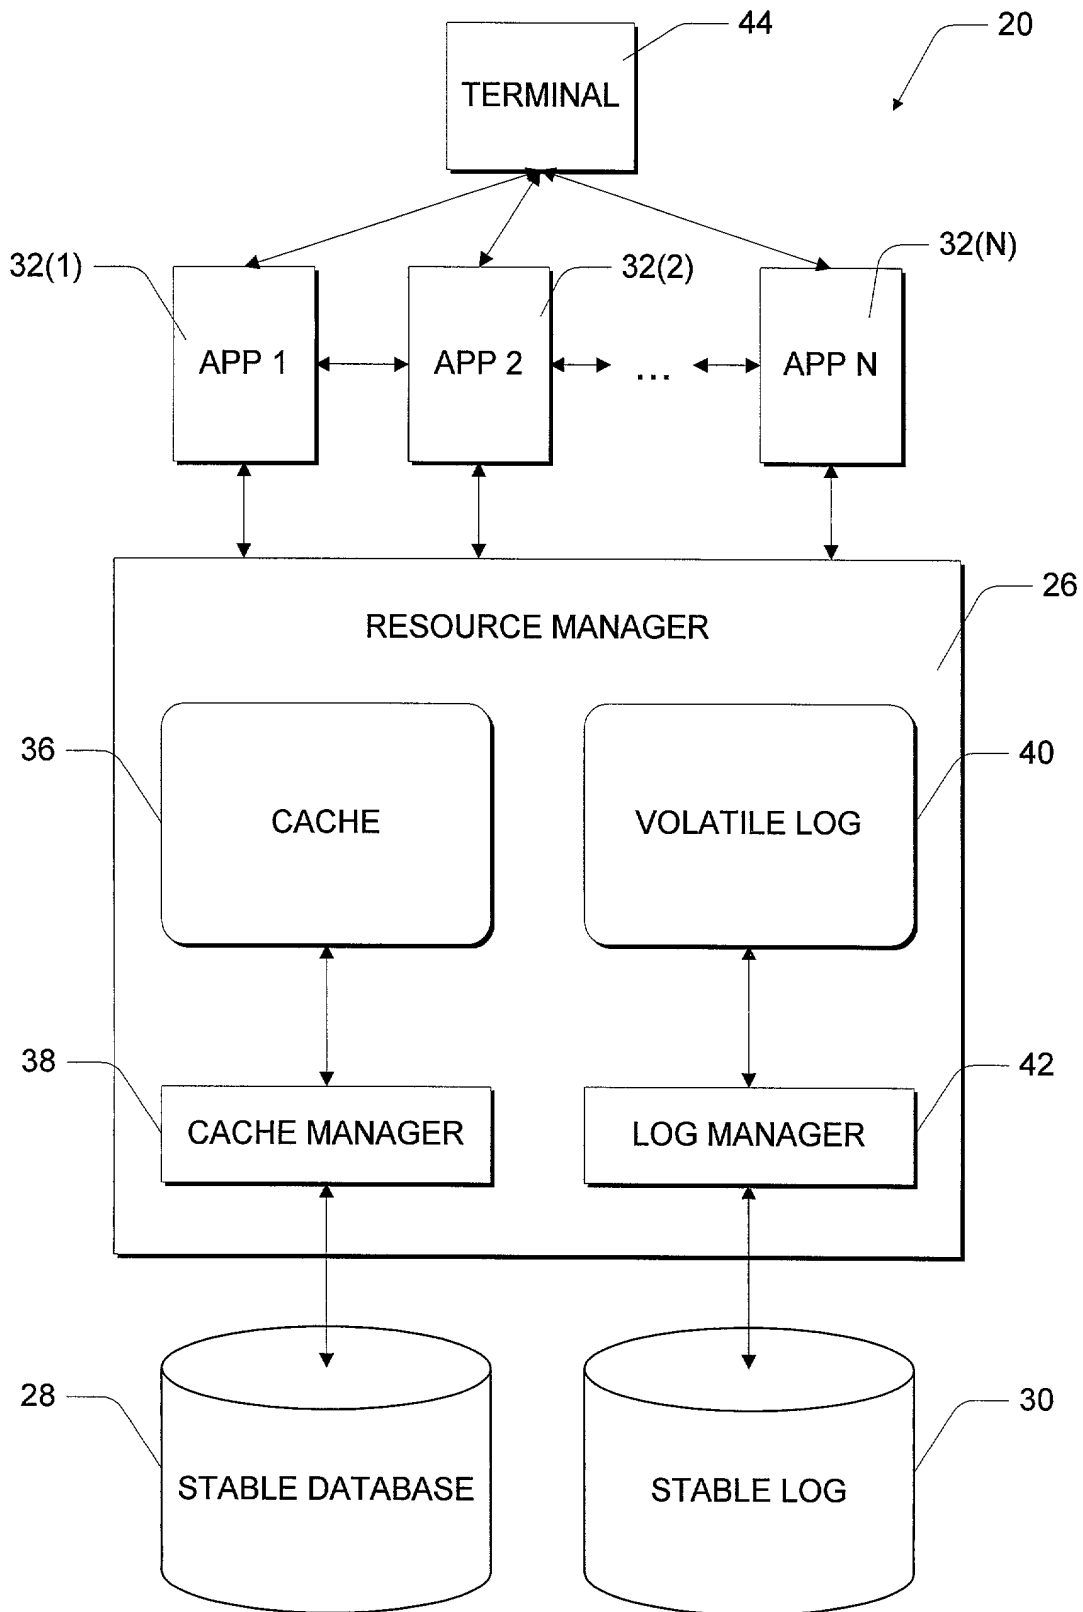 44
20
TERMINAL
32(1)
32(2)
32(N)
APP 1
APP 2
...
APP N
26
RESOURCE MANAGER
36
40
CACHE
VOLATILE LOG
38
42
CACHE MANAGER
LOG MANAGER
28
30
STABLE DATABASE
STABLE LOG